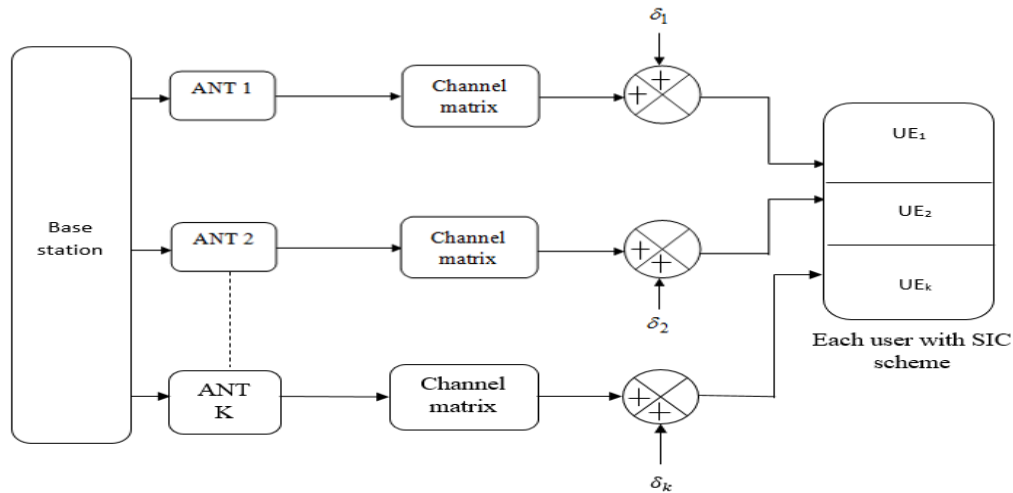 δ₁
ANT 1
Channel
matrix
+
+
UE₁
Base
station
ANT 2
Channel
matrix
+
+
UE₂
δ₂
UEₖ
Each user with SIC
scheme
ANT
K
Channel
matrix
+
+
δₖ